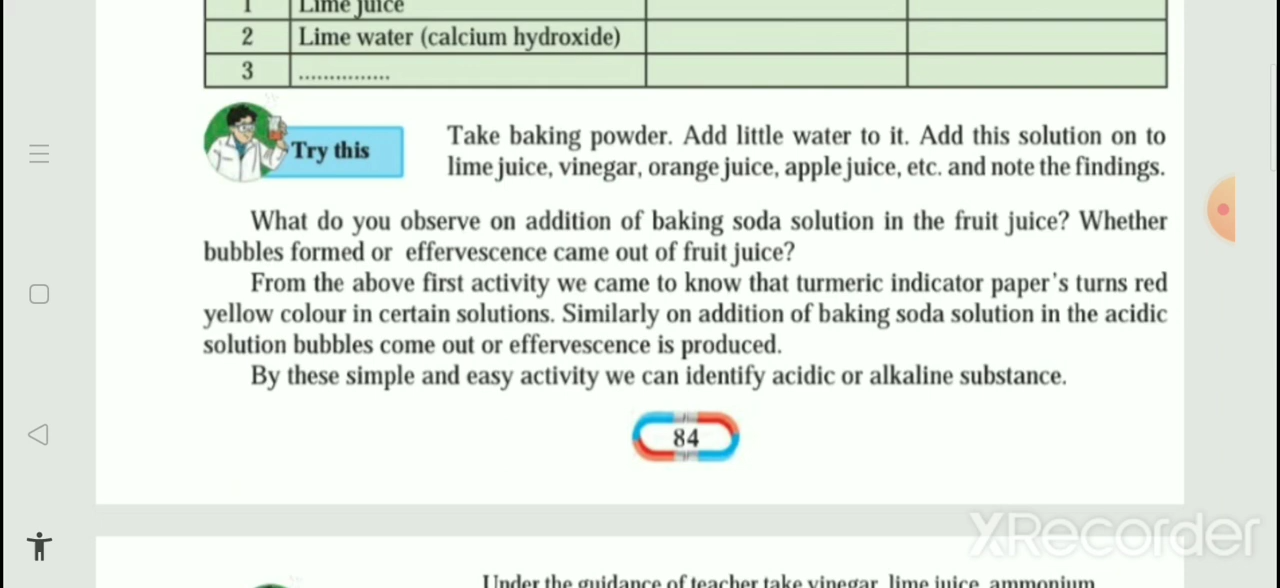 1 Lime juice
2 Lime water (calcium hydroxide)
3 ...............
Try this
Take baking powder. Add little water to it. Add this solution on to
lime juice, vinegar, orange juice, apple juice, etc. and note the findings.
What do you observe on addition of baking soda solution in the fruit juice? Whether
bubbles formed or effervescence came out of fruit juice?
From the above first activity we came to know that turmeric indicator paper's turns red
yellow colour in certain solutions. Similarly on addition of baking soda solution in the acidic
solution bubbles come out or effervescence is produced.
By these simple and easy activity we can identify acidic or alkaline substance.
84
XRecorder
Under the guidance of teacher take vinegar, lime juice, ammonium